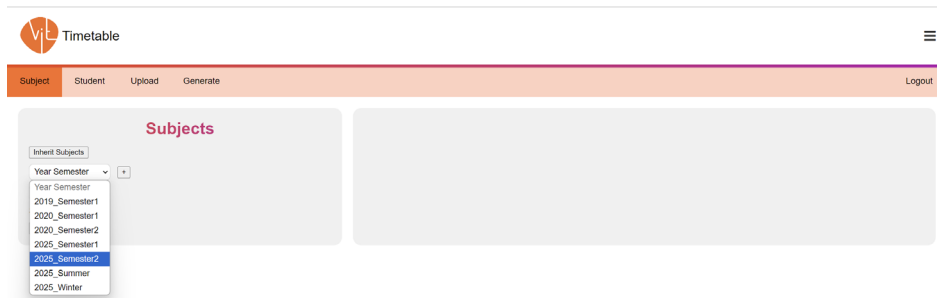 Vit Timetable
Subject Student Upload Generate Logout
Subjects
Inherit Subjects
Year Semester +
Year Semester
2019_Semester1
2020_Semester1
2020_Semester2
2025_Semester1
2025_Semester2
2025_Summer
2025_Winter